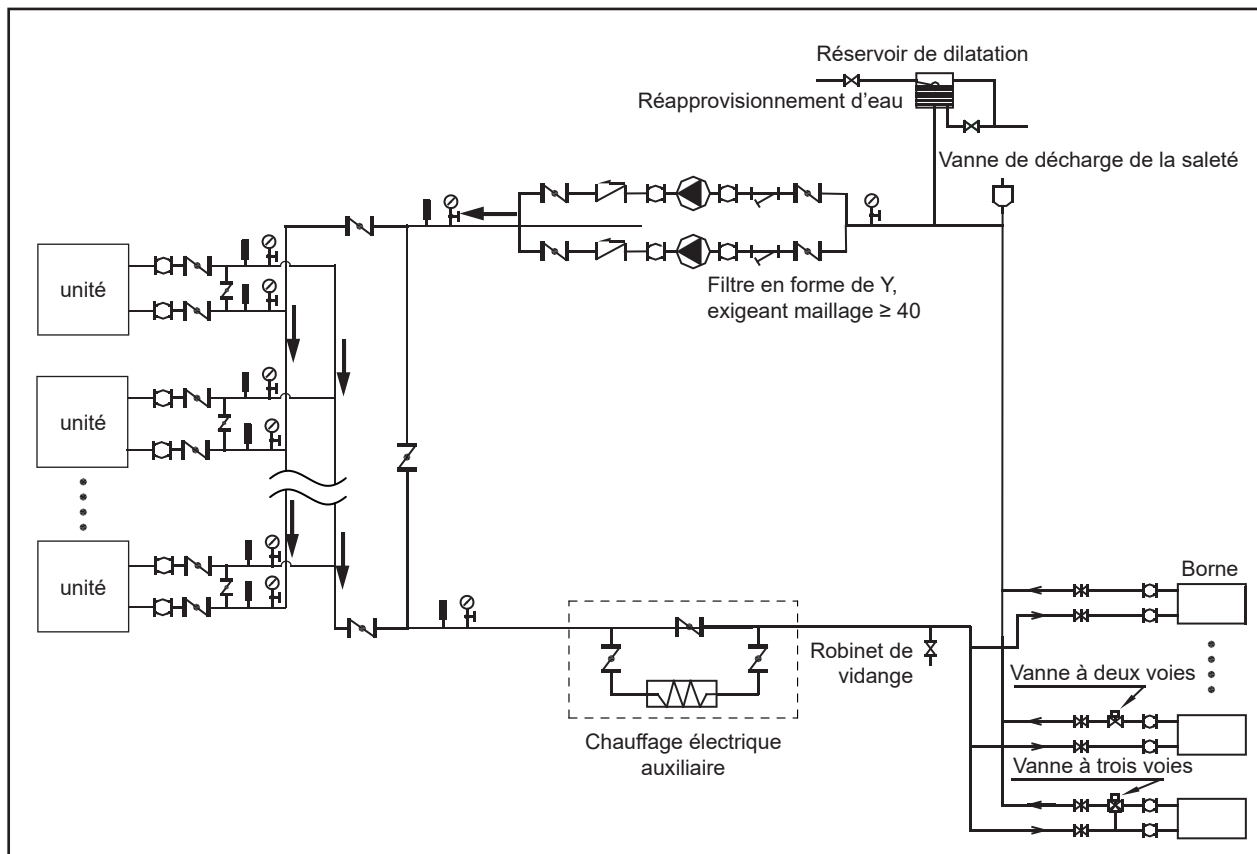 Réservoir de dilatation
Réapprovisionnement d'eau
Vanne de décharge de la saleté
Filtre en forme de Y,
exigeant maillage ≥ 40
unité
unité
unité
Borne
Robinet de
vidange
Vanne à deux voies
Chauffage électrique
auxiliaire
Vanne à trois voies